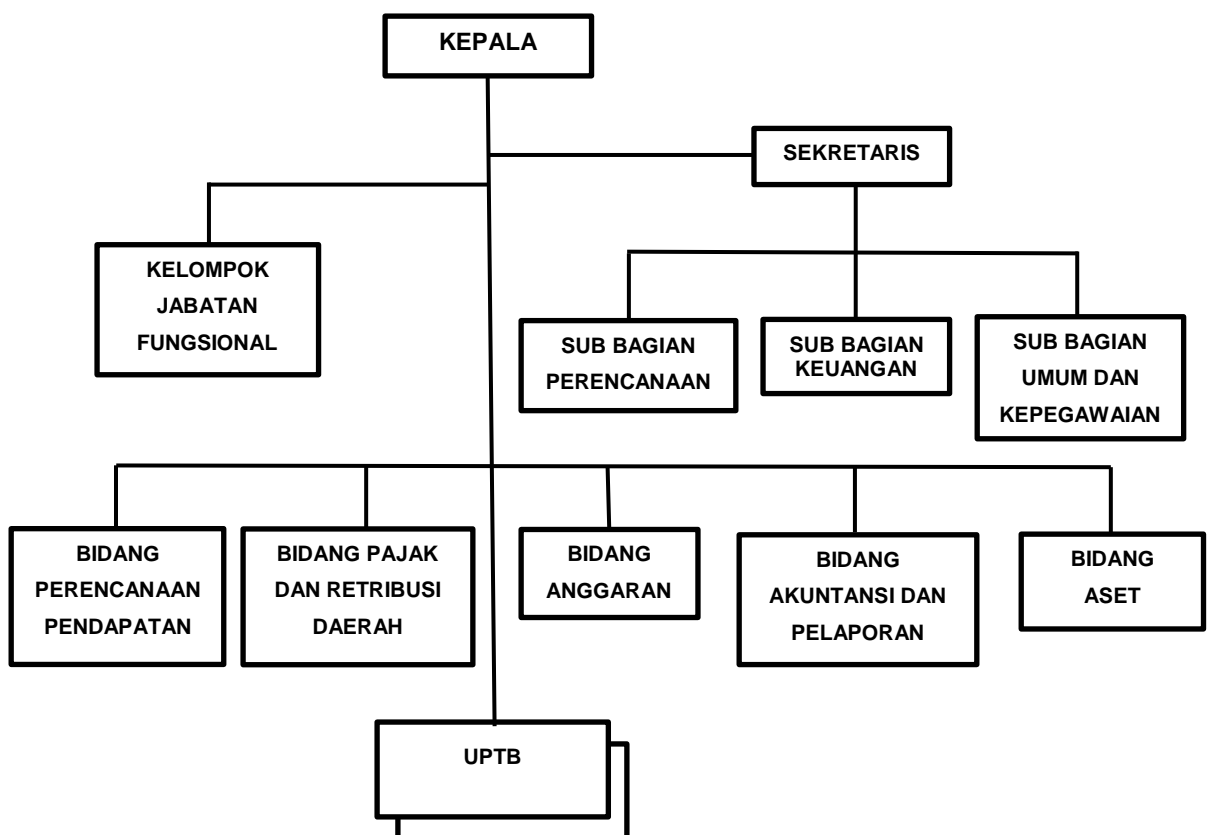 KEPALA
SEKRETARIS
KELOMPOK
JABATAN
FUNGSIONAL
SUB BAGIAN
PERENCANAAN
SUB BAGIAN
KEUANGAN
SUB BAGIAN
UMUM DAN
KEPEGAWAIAN
BIDANG
PERENCANAAN
PENDAPATAN
BIDANG PAJAK
DAN RETRIBUSI
DAERAH
BIDANG
ANGGARAN
BIDANG
AKUNTANSI DAN
PELAPORAN
BIDANG
ASET
UPTB